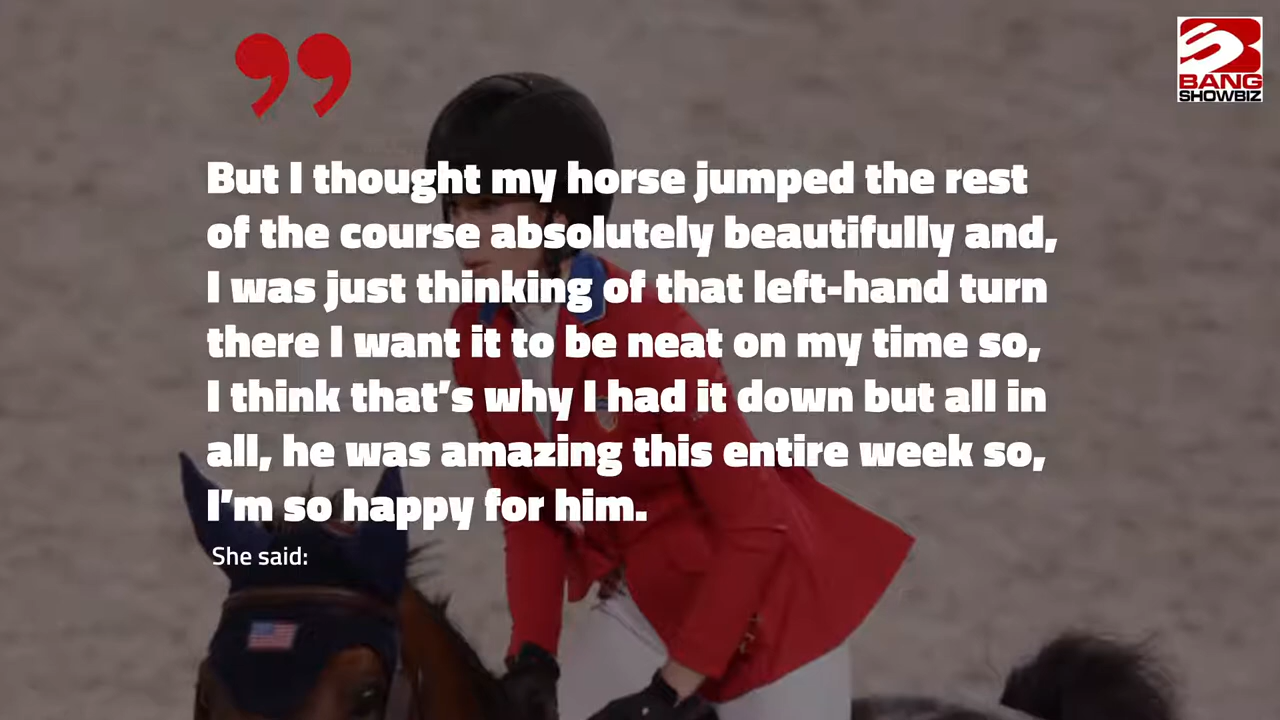 BANG
SHOWBIZ
But I thought my horse jumped the rest
of the course absolutely beautifully and,
I was just thinking of that left-hand turn
there I want it to be neat on my time so,
I think that's why I had it down but all in
all, he was amazing this entire week so,
I'm so happy for him.
She said: